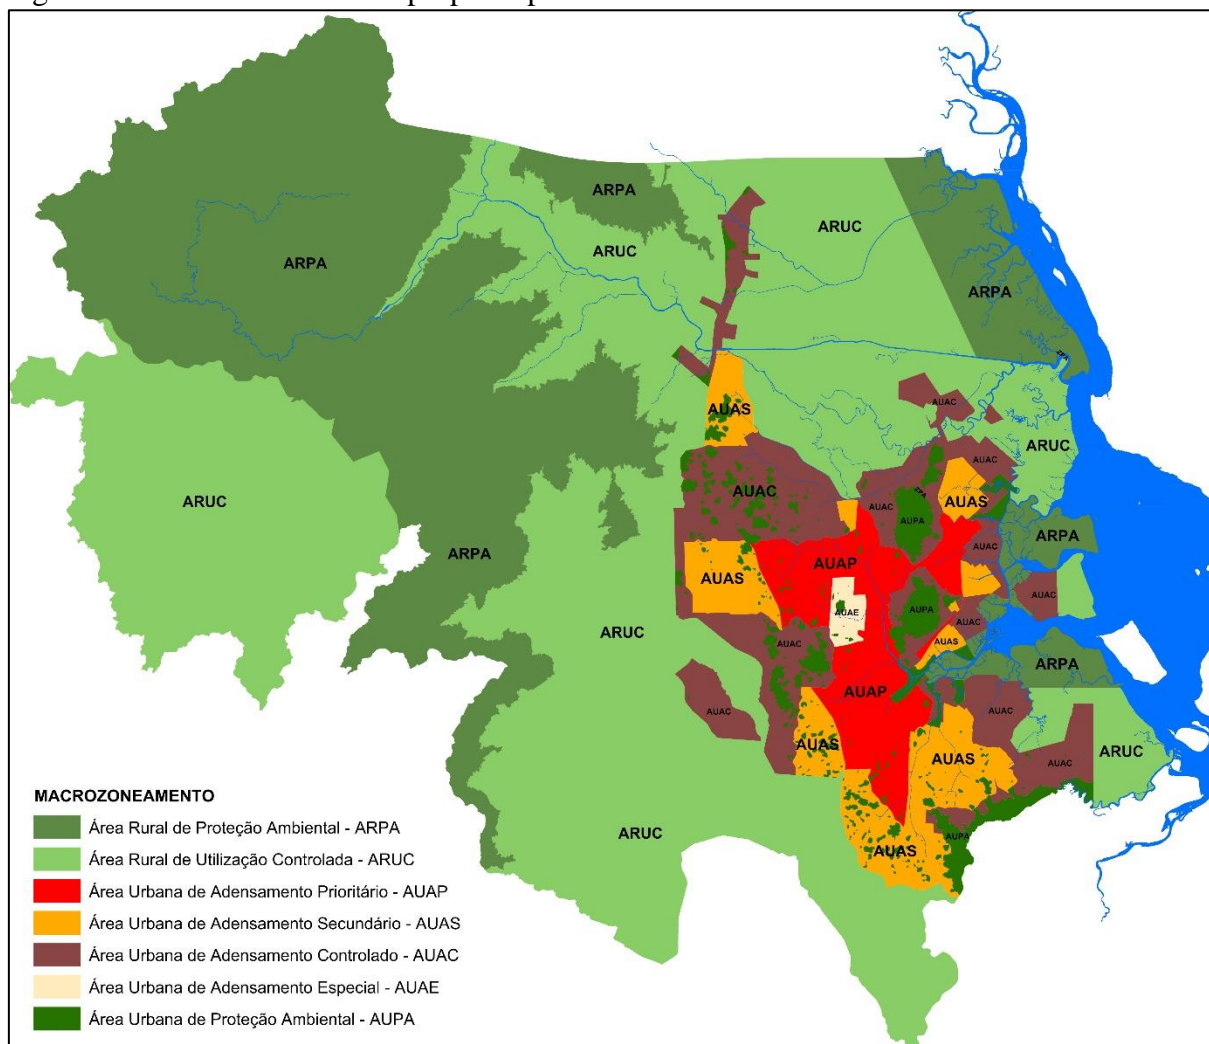 ARPA
ARUC
ARUC
ARPA
ARPA
ZPA
AUAS
AUAC
ARUC
AUAC
AUAC
AUAS
ARUC
ZPA
AUAC
AUPA
ARPA
AUAC
ARPA
AUAP
AUAS
AUAC
AUAE
AUPA
AUAC
ARUC
AUAC
AUAS
ARPA
AUAP
AUAC
AUAC
AUAS
AUAS
ARUC
AUAC
ARUC
AUPA
AUAS
MACROZONEAMENTO
Área Rural de Proteção Ambiental - ARPA
Área Rural de Utilização Controlada - ARUC
Área Urbana de Adensamento Prioritário - AUAP
Área Urbana de Adensamento Secundário - AUAS
Área Urbana de Adensamento Controlado - AUAC
Área Urbana de Adensamento Especial - AUAE
Área Urbana de Proteção Ambiental - AUPA